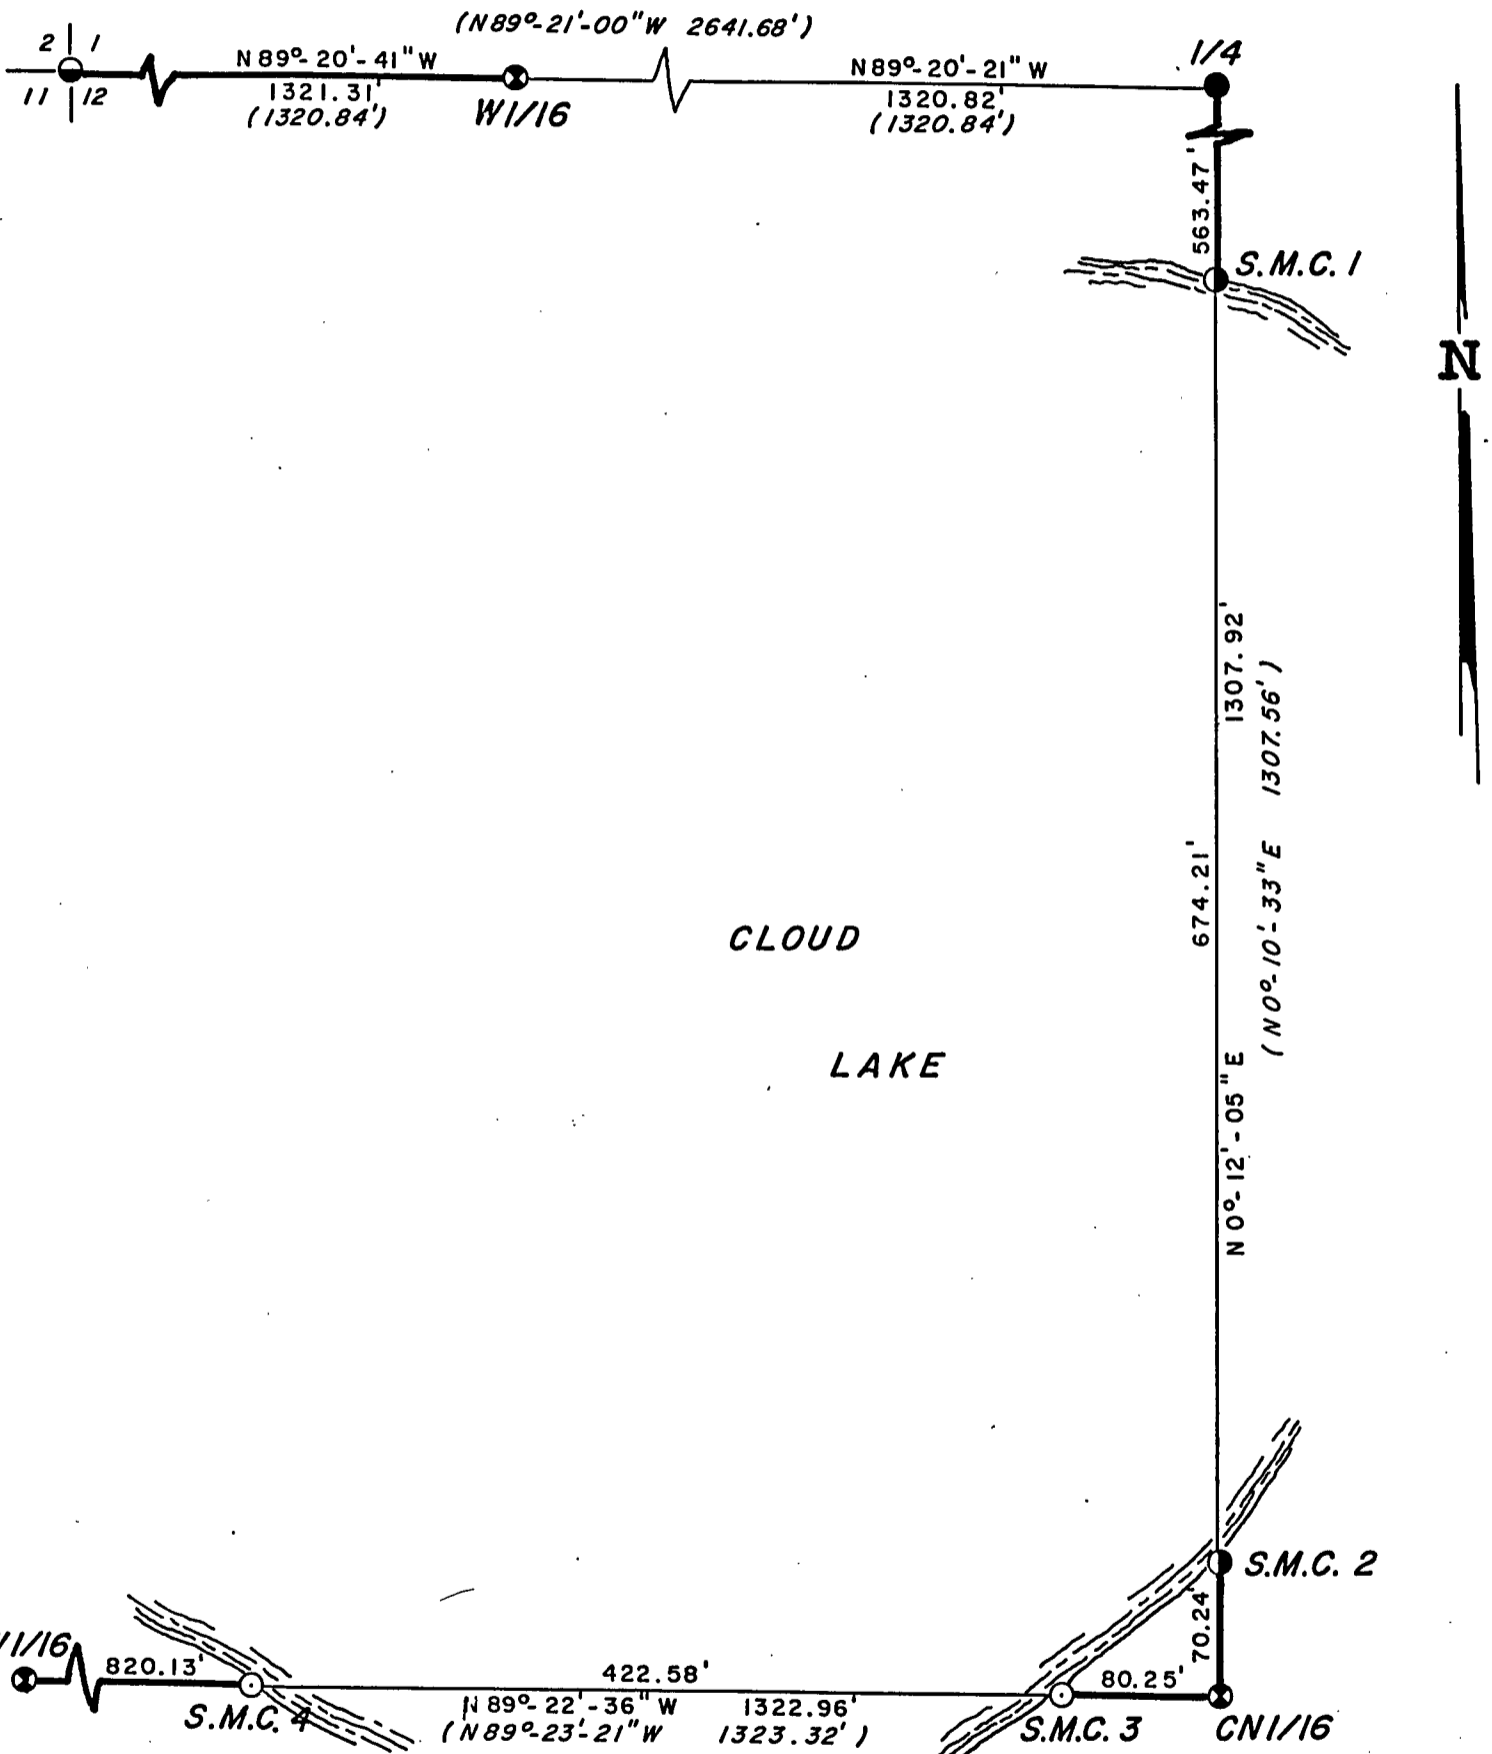 (N89°-21'-00"W 2641.68')
2 | 1
11 | 12
N89°-20'-41"W
1321.31'
(1320.84')
W1/16
N89°-20'-21"W
1320.82'
(1320.84')
1/4
563.47'
S.M.C. 1
N
1307.92'
(N0°-10'-33"E 1307.56')
674.21'
N0°-12'-05"E
CLOUD
LAKE
S.M.C. 2
70.24'
1/16
820.13'
S.M.C. 4
422.58'
N89°-22'-36"W 1322.96'
(N89°-23'-21"W 1323.32')
80.25'
S.M.C. 3
CN1/16